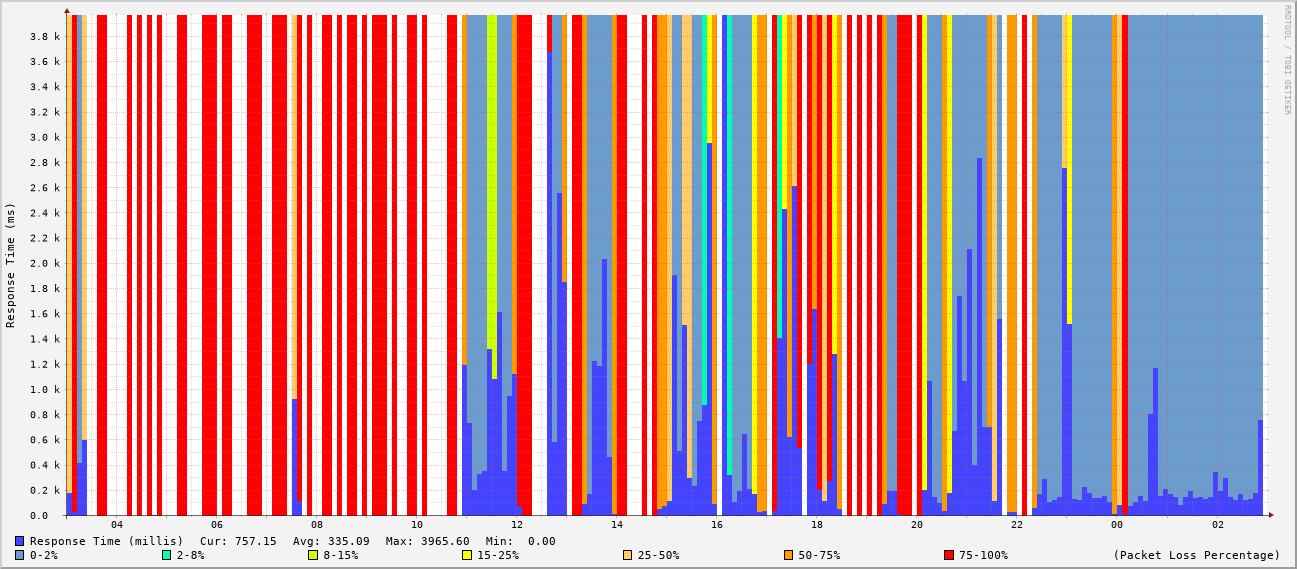 RRDTOOL / TOBI OETIKER
Response Time (ms)
3.8 k
3.6 k
3.4 k
3.2 k
3.0 k
2.8 k
2.6 k
2.4 k
2.2 k
2.0 k
1.8 k
1.6 k
1.4 k
1.2 k
1.0 k
0.8 k
0.6 k
0.4 k
0.2 k
0.0
04 06 08 10 12 14 16 18 20 22 00 02
Response Time (millis) Cur: 757.15 Avg: 335.09 Max: 3965.60 Min: 0.00
0-2% 2-8% 8-15% 15-25% 25-50% 50-75% 75-100% (Packet Loss Percentage)